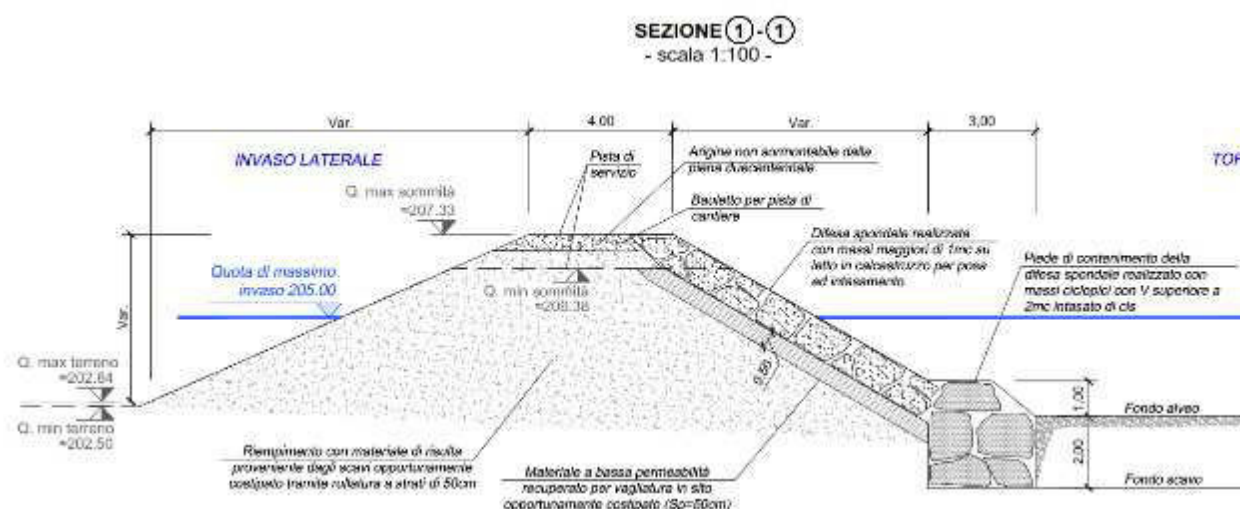 SEZIONE 1-1
- scala 1:100 -
Var.
4.00
Var.
3,00
INVASO LATERALE
Pista di
servizio
Argine non sormontabile dalla
piena duecentennale
TOR
Q. max sommità
=207.33
Bauletto per pista di
cantiere
Difesa spondale realizzata
con massi maggiori di 1mc su
letto in calcestruzzo per posa
ed intasamento
Piede di contenimento della
difesa spondale realizzato con
massi ciclopici con V superiore a
2mc intasato di cls
Quota di massimo
invaso 205.00
Q. min sommità
=206.38
Var.
Q. max terreno
=202.64
Q. min terreno
=202.50
0.50
1,00
Fondo alveo
2,00
Fondo scavo
Riempimento con materiale di risulta
proveniente dagli scavi opportunamente
costipato tramite rullatura a strati di 50cm
Materiale a bassa permeabilità
recuperato per vagliatura in sito
opportunamente costipato (Sp=50cm)